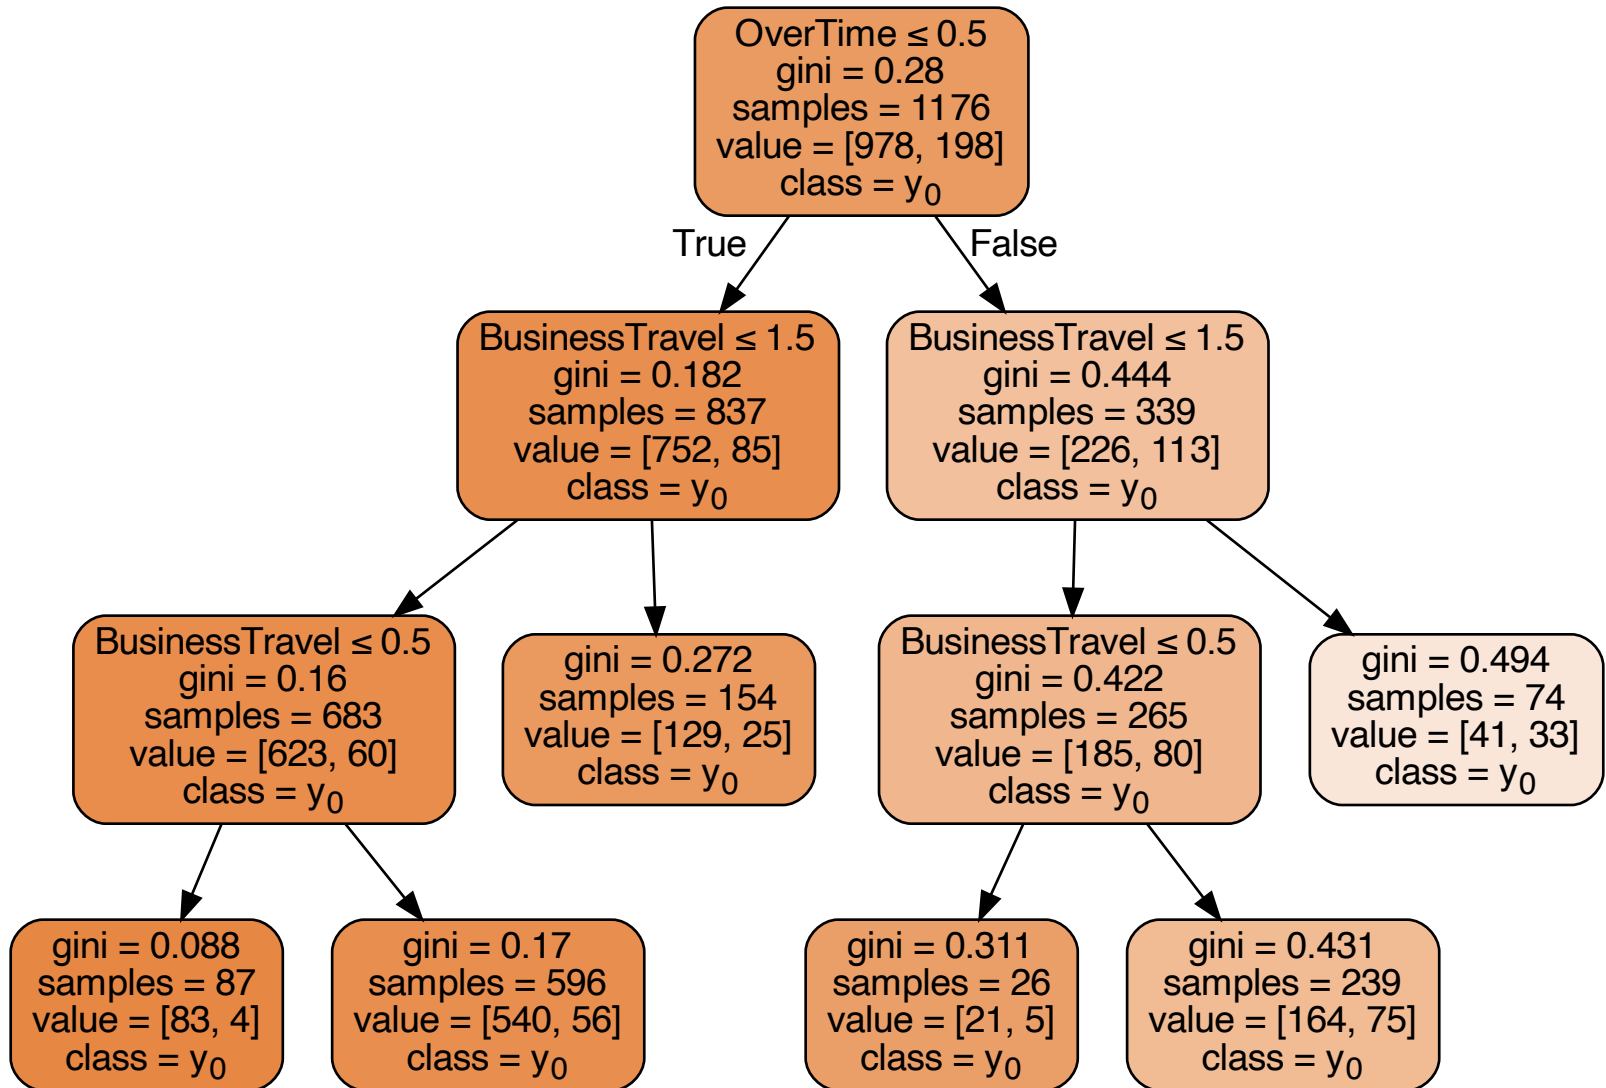 OverTime ≤ 0.5
gini = 0.28
samples = 1176
value = [978, 198]
class = y₀
True
False
BusinessTravel ≤ 1.5
gini = 0.182
samples = 837
value = [752, 85]
class = y₀
BusinessTravel ≤ 1.5
gini = 0.444
samples = 339
value = [226, 113]
class = y₀
BusinessTravel ≤ 0.5
gini = 0.16
samples = 683
value = [623, 60]
class = y₀
gini = 0.272
samples = 154
value = [129, 25]
class = y₀
BusinessTravel ≤ 0.5
gini = 0.422
samples = 265
value = [185, 80]
class = y₀
gini = 0.494
samples = 74
value = [41, 33]
class = y₀
gini = 0.088
samples = 87
value = [83, 4]
class = y₀
gini = 0.17
samples = 596
value = [540, 56]
class = y₀
gini = 0.311
samples = 26
value = [21, 5]
class = y₀
gini = 0.431
samples = 239
value = [164, 75]
class = y₀